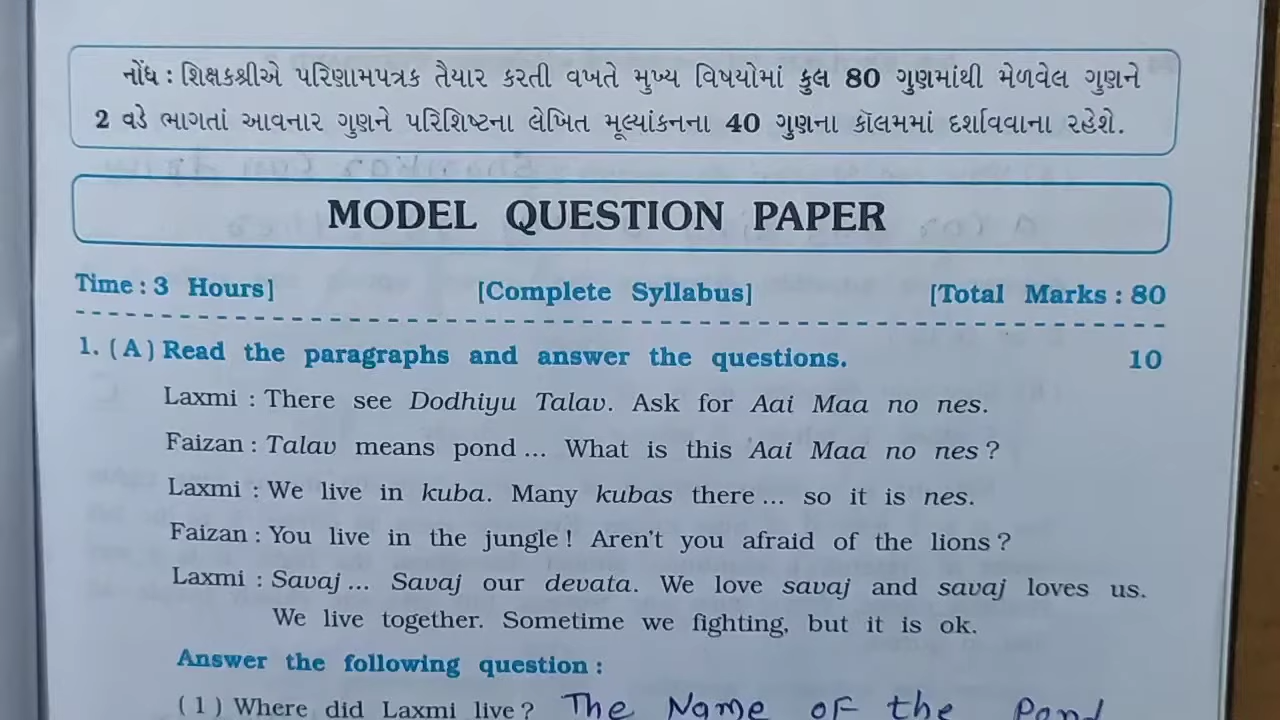 નોંધ : શિક્ષકશ્રીએ પરિણામપત્રક તૈયાર કરતી વખતે મુખ્ય વિષયોમાં કુલ 80 ગુણમાંથી મેળવેલ ગુણને
2 વડે ભાગતાં આવનાર ગુણને પરિશિષ્ટના લેખિત મૂલ્યાંકનના 40 ગુણના કૉલમમાં દર્શાવવાના રહેશે.
MODEL QUESTION PAPER
Time : 3 Hours] [Complete Syllabus] [Total Marks : 80
1. (A) Read the paragraphs and answer the questions. 10
Laxmi : There see Dodhiyu Talav. Ask for Aai Maa no nes.
Faizan : Talav means pond ... What is this Aai Maa no nes ?
Laxmi : We live in kuba. Many kubas there ... so it is nes.
Faizan : You live in the jungle ! Aren't you afraid of the lions ?
Laxmi : Savaj ... Savaj our devata. We love savaj and savaj loves us.
We live together. Sometime we fighting, but it is ok.
Answer the following question :
(1) Where did Laxmi live ? The Name of the Pond